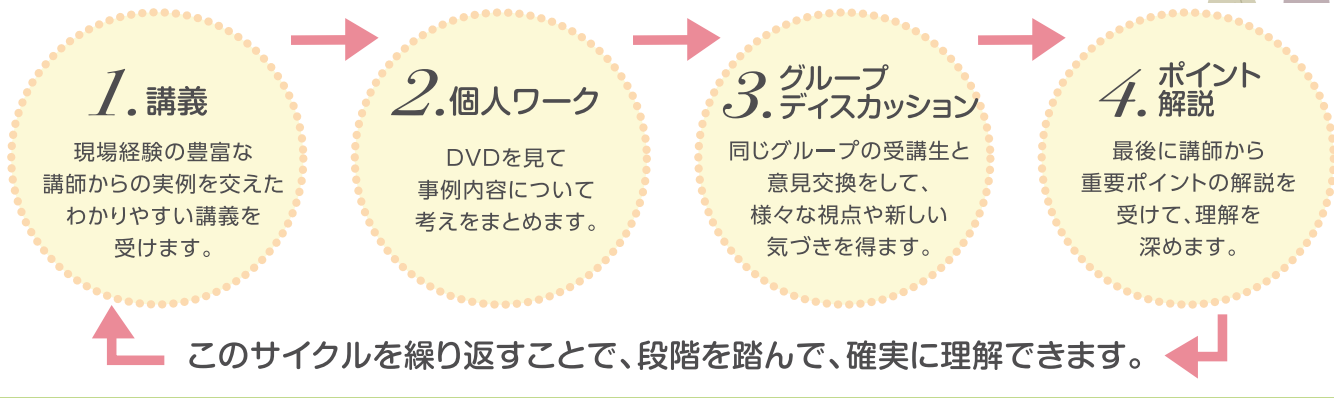 1.講義
現場経験の豊富な
講師からの実例を交えた
わかりやすい講義を
受けます。
2.個人ワーク
DVDを見て
事例内容について
考えをまとめます。
3.グループ
ディスカッション
同じグループの受講生と
意見交換をして、
様々な視点や新しい
気づきを得ます。
4.ポイント
解説
最後に講師から
重要ポイントの解説を
受けて、理解を
深めます。
このサイクルを繰り返すことで、段階を踏んで、確実に理解できます。